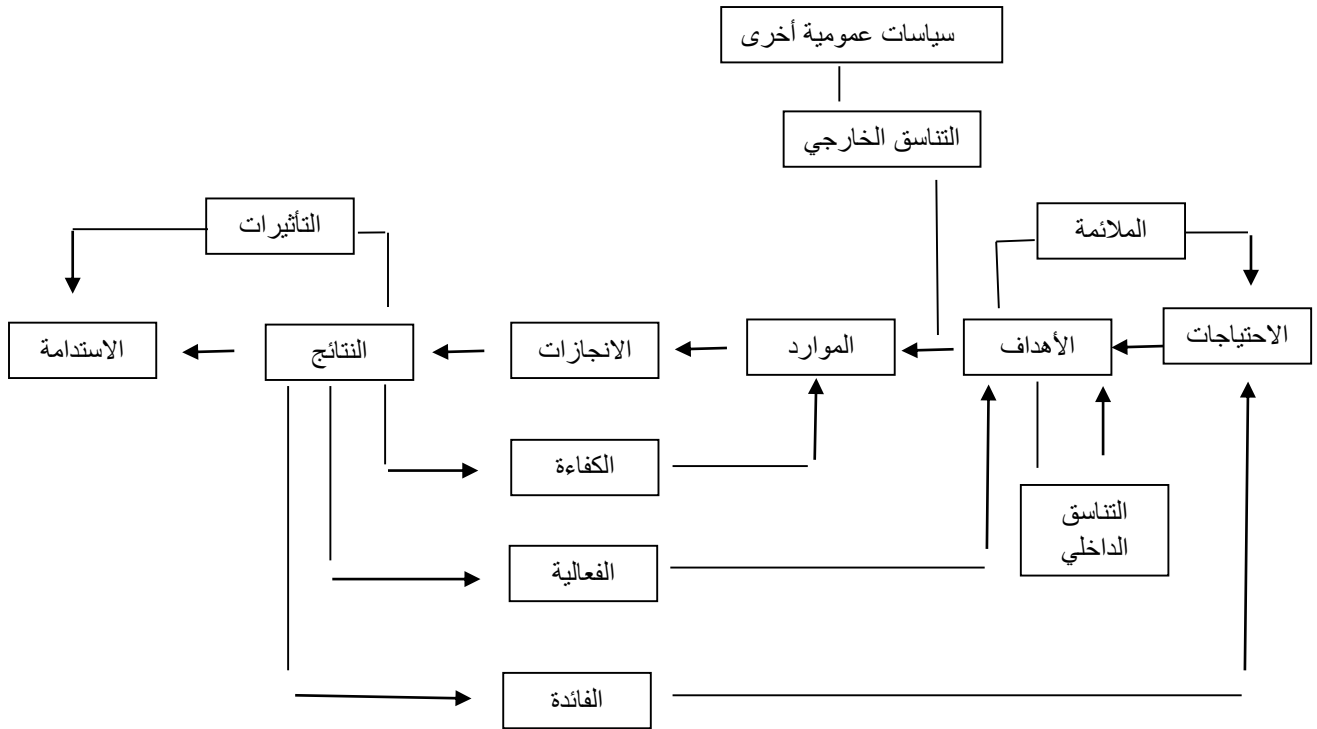 سياسات عمومية أخرى
التناسق الخارجي
الملائمة
التأثيرات
الاحتياجات
الأهداف
الموارد
الانجازات
النتائج
الاستدامة
الكفاءة
التناسق
الداخلي
الفعالية
الفائدة